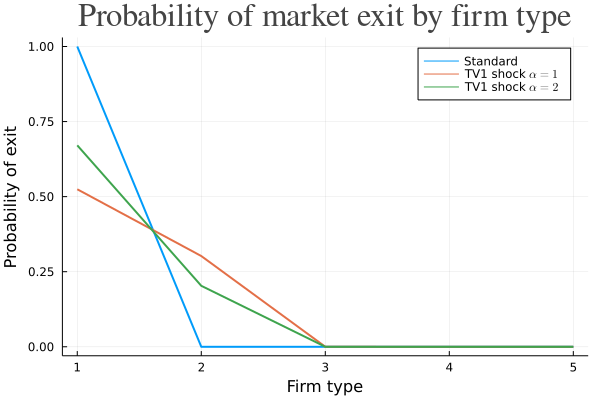 Probability of market exit by firm type
Standard
TV1 shock α = 1
TV1 shock α = 2
1.00
0.75
0.50
0.25
0.00
Probability of exit
1 2 3 4 5
Firm type